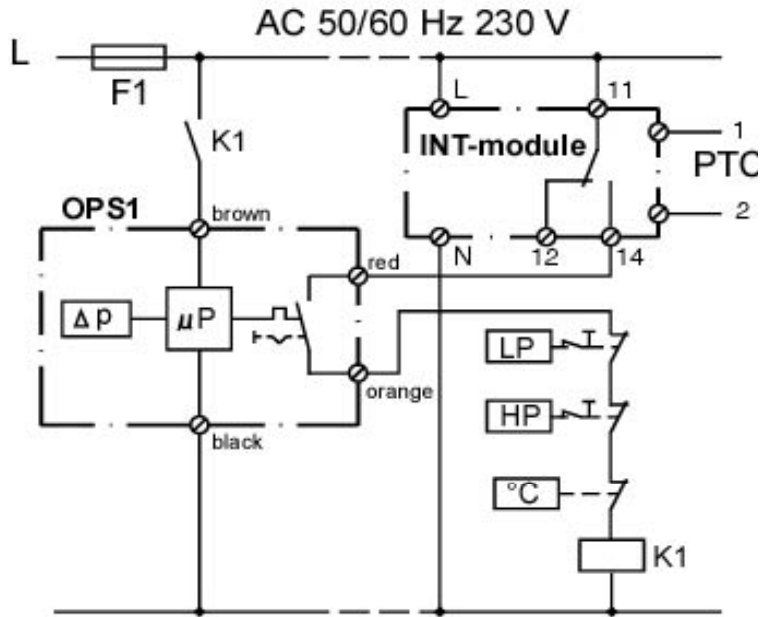 AC 50/60 Hz 230 V
L
F1
L
11
K1
INT-module
1
PTC
2
OPS1
brown
N
12
14
red
Δp
μP
LP
orange
HP
black
°C
K1